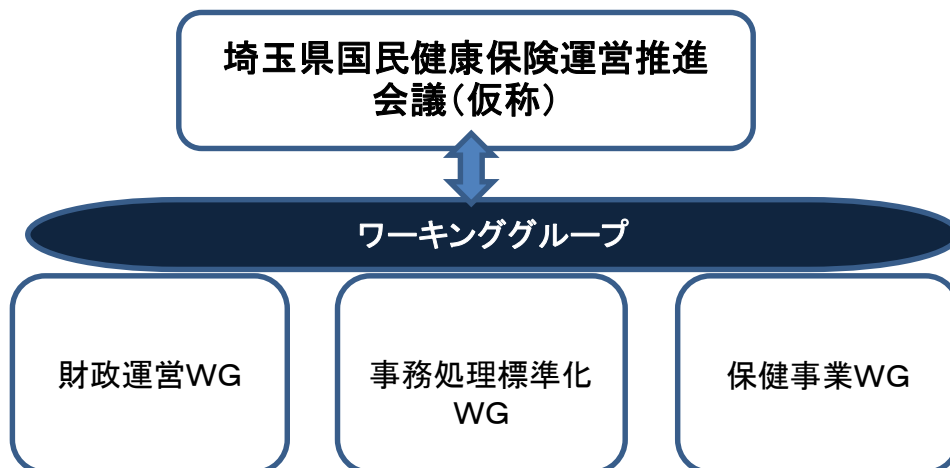 埼玉県国民健康保険運営推進
会議（仮称）
ワーキンググループ
財政運営ＷＧ
事務処理標準化
ＷＧ
保健事業ＷＧ